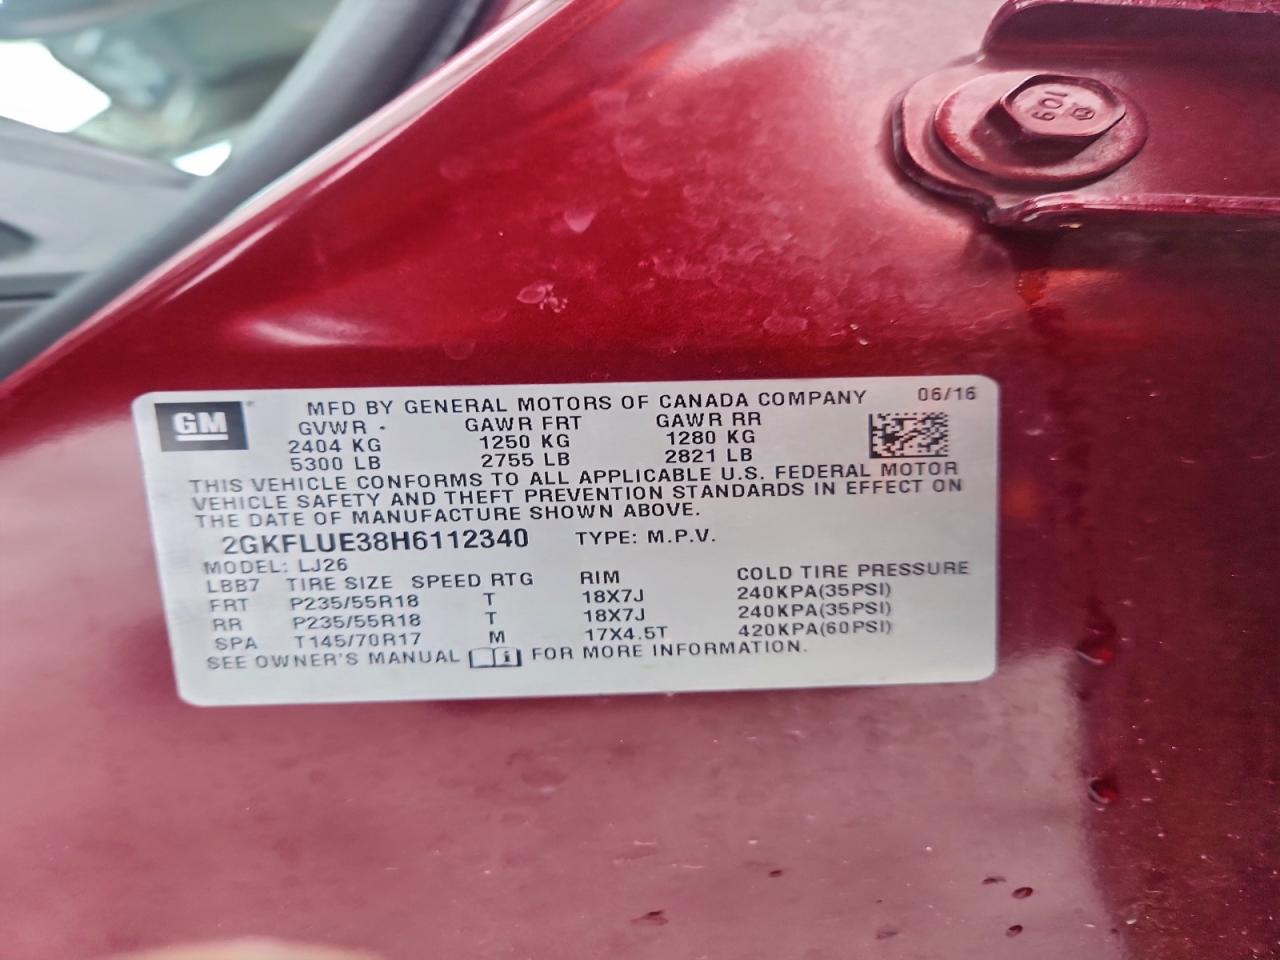 109
GM
MFD BY GENERAL MOTORS OF CANADA COMPANY 06/16
GVWR - GAWR FRT GAWR RR
2404 KG 1250 KG 1280 KG
5300 LB 2755 LB 2821 LB
THIS VEHICLE CONFORMS TO ALL APPLICABLE U.S. FEDERAL MOTOR
VEHICLE SAFETY AND THEFT PREVENTION STANDARDS IN EFFECT ON
THE DATE OF MANUFACTURE SHOWN ABOVE.
2GKFLUE38H6112340 TYPE: M.P.V.
MODEL: LJ26
LBB7 TIRE SIZE SPEED RTG RIM COLD TIRE PRESSURE
FRT P235/55R18 T 18X7J 240KPA(35PSI)
RR P235/55R18 T 18X7J 240KPA(35PSI)
SPA T145/70R17 M 17X4.5T 420KPA(60PSI)
SEE OWNER'S MANUAL i FOR MORE INFORMATION.